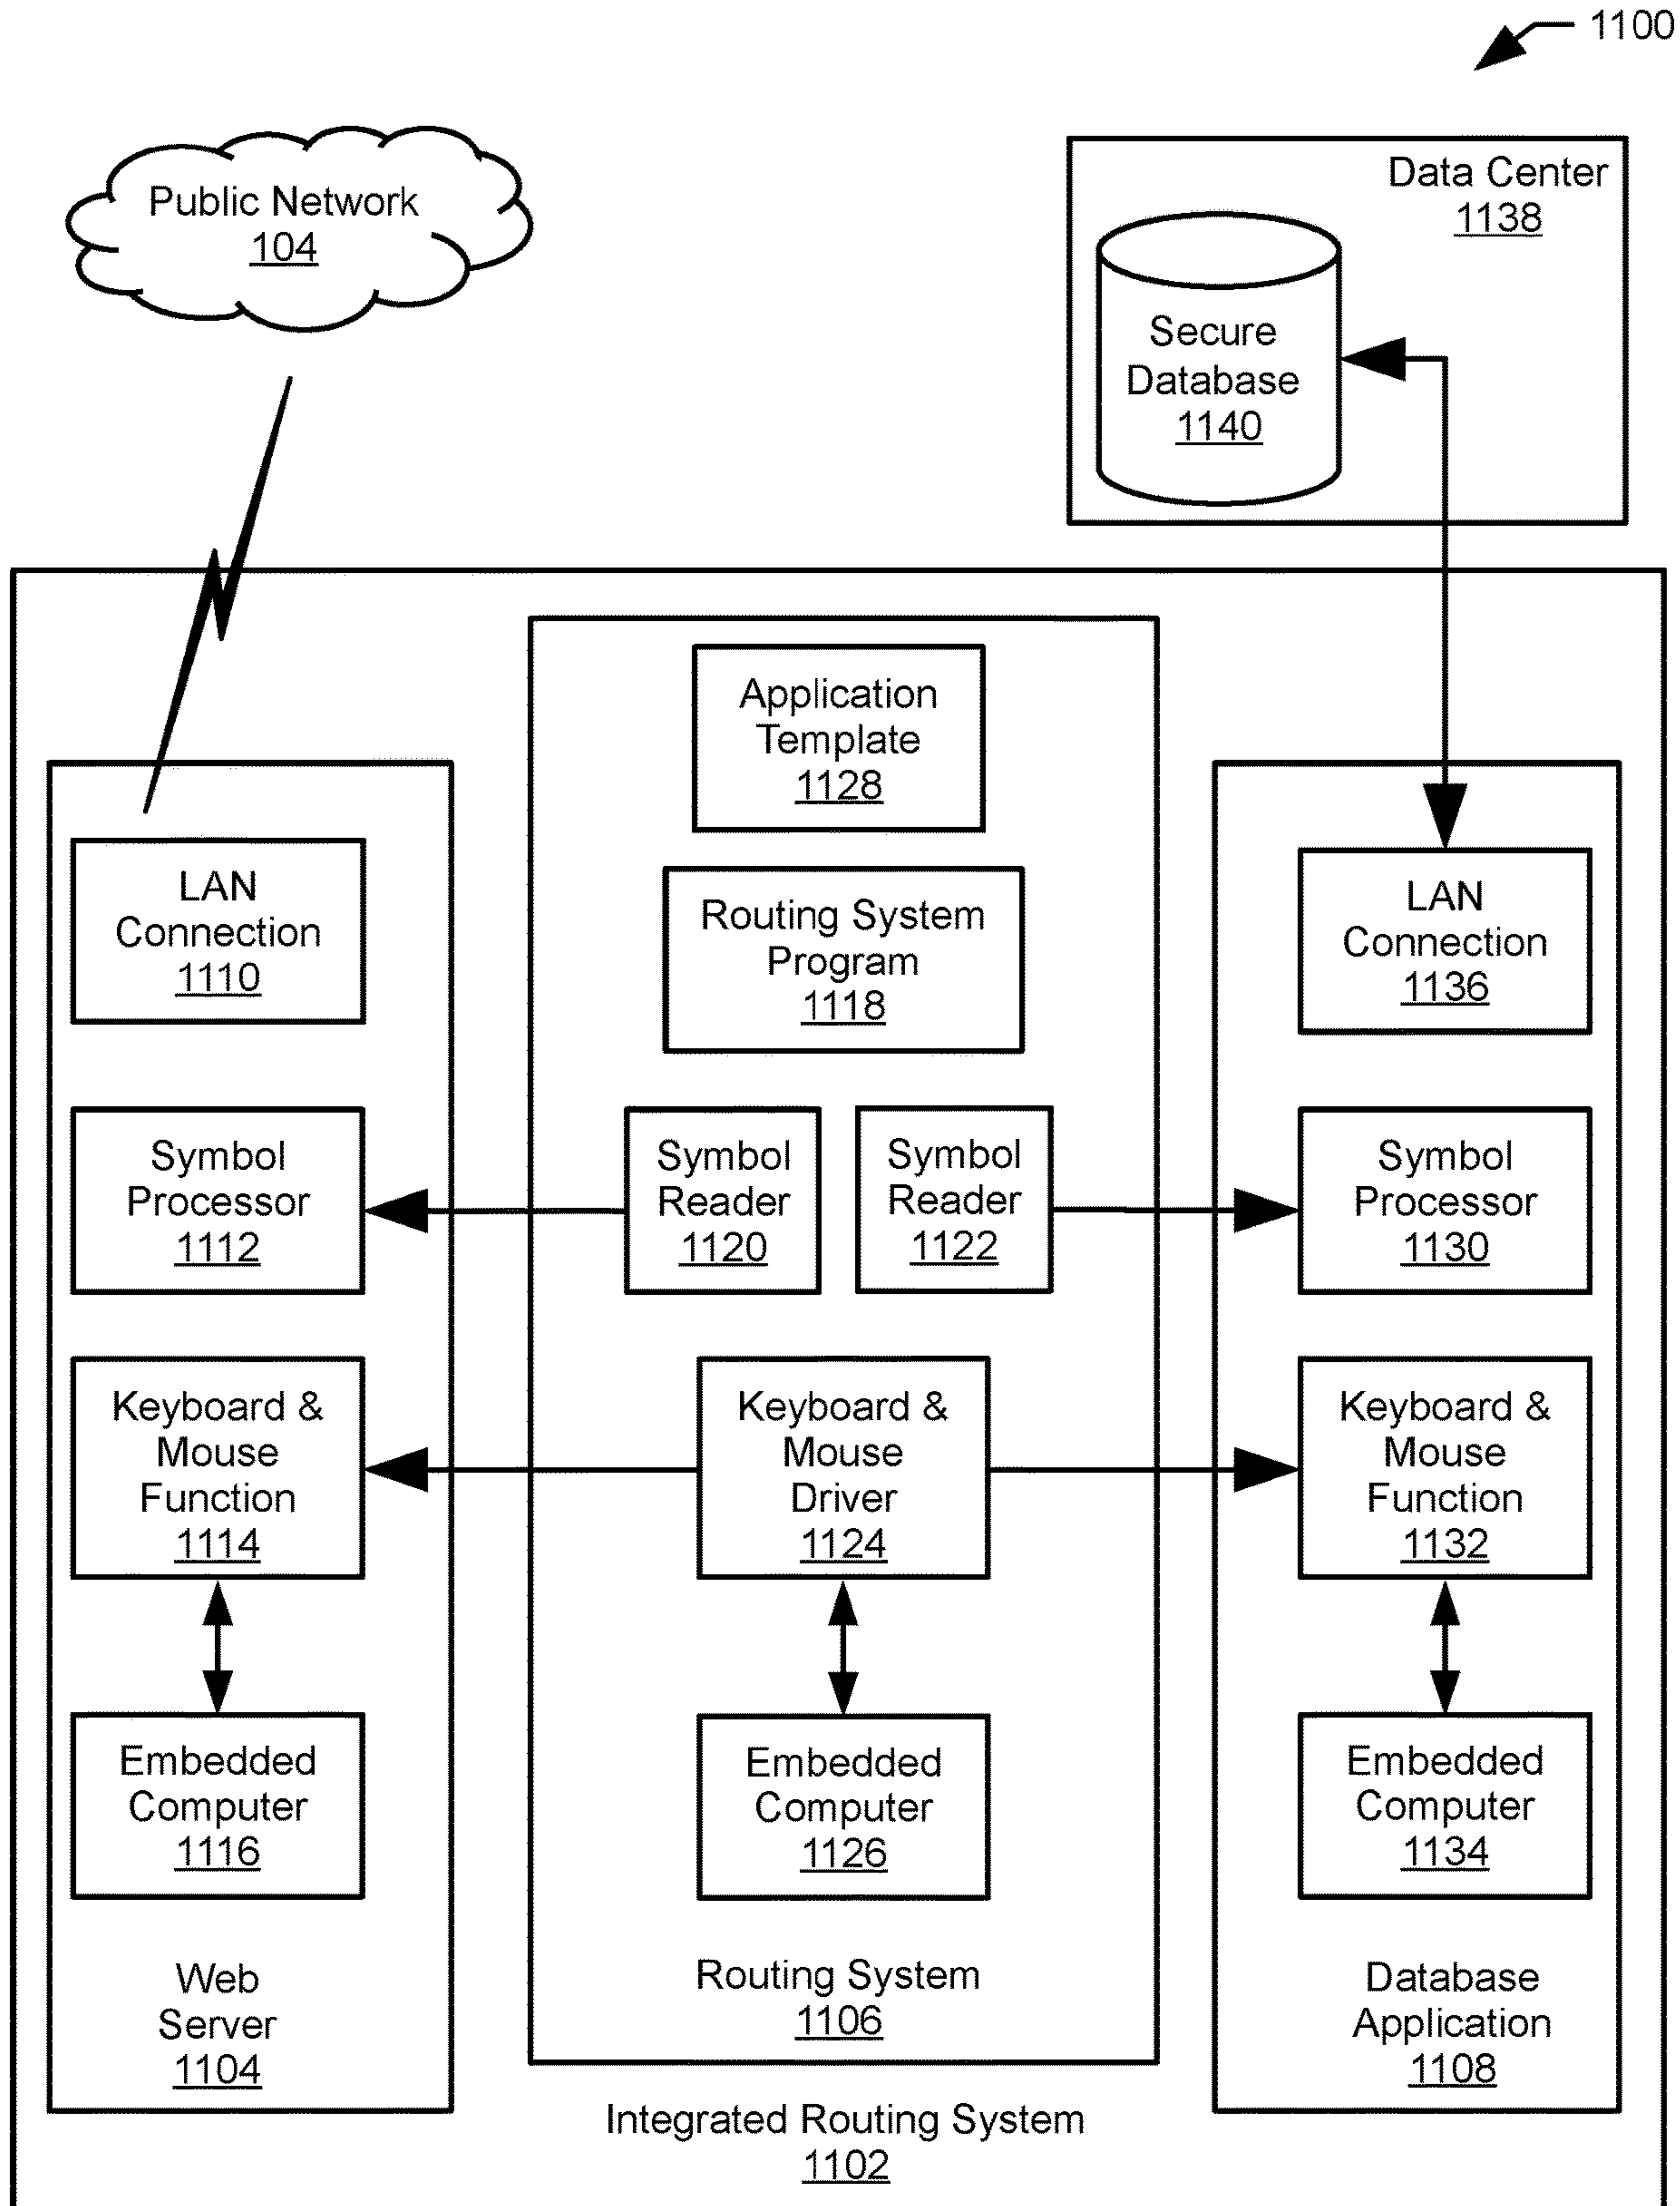 1100
Public Network
104
Data Center
1138
Secure
Database
1140
Application
Template
1128
LAN
Connection
1110
Routing System
Program
1118
LAN
Connection
1136
Symbol
Processor
1112
Symbol
Reader
1120
Symbol
Reader
1122
Symbol
Processor
1130
Keyboard &
Mouse
Function
1114
Keyboard &
Mouse
Driver
1124
Keyboard &
Mouse
Function
1132
Embedded
Computer
1116
Embedded
Computer
1126
Embedded
Computer
1134
Web
Server
1104
Routing System
1106
Database
Application
1108
Integrated Routing System
1102